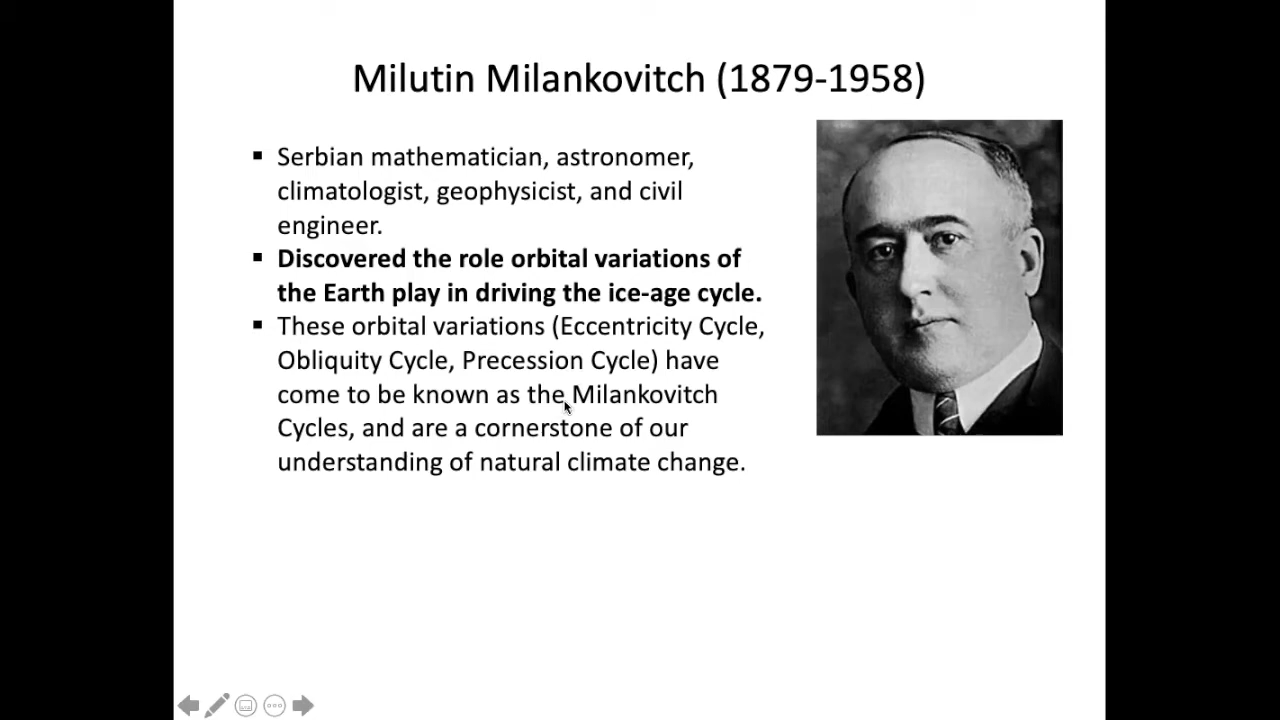 Milutin Milankovitch (1879-1958)
▪ Serbian mathematician, astronomer,
climatologist, geophysicist, and civil
engineer.
▪ Discovered the role orbital variations of
the Earth play in driving the ice-age cycle.
▪ These orbital variations (Eccentricity Cycle,
Obliquity Cycle, Precession Cycle) have
come to be known as the Milankovitch
Cycles, and are a cornerstone of our
understanding of natural climate change.